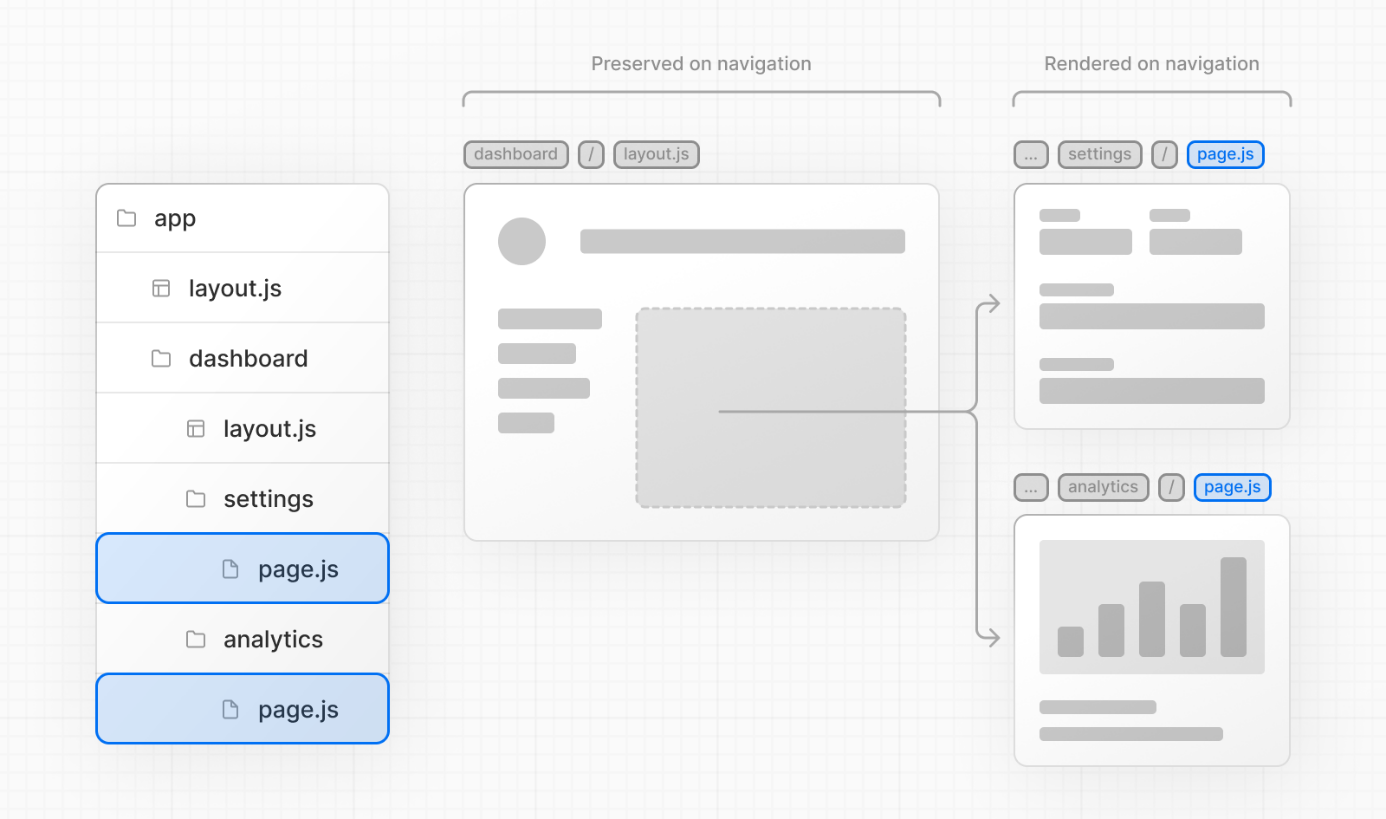 Preserved on navigation
Rendered on navigation
dashboard / layout.js
... settings / page.js
app
layout.js
dashboard
layout.js
settings
page.js
analytics
page.js
... analytics / page.js